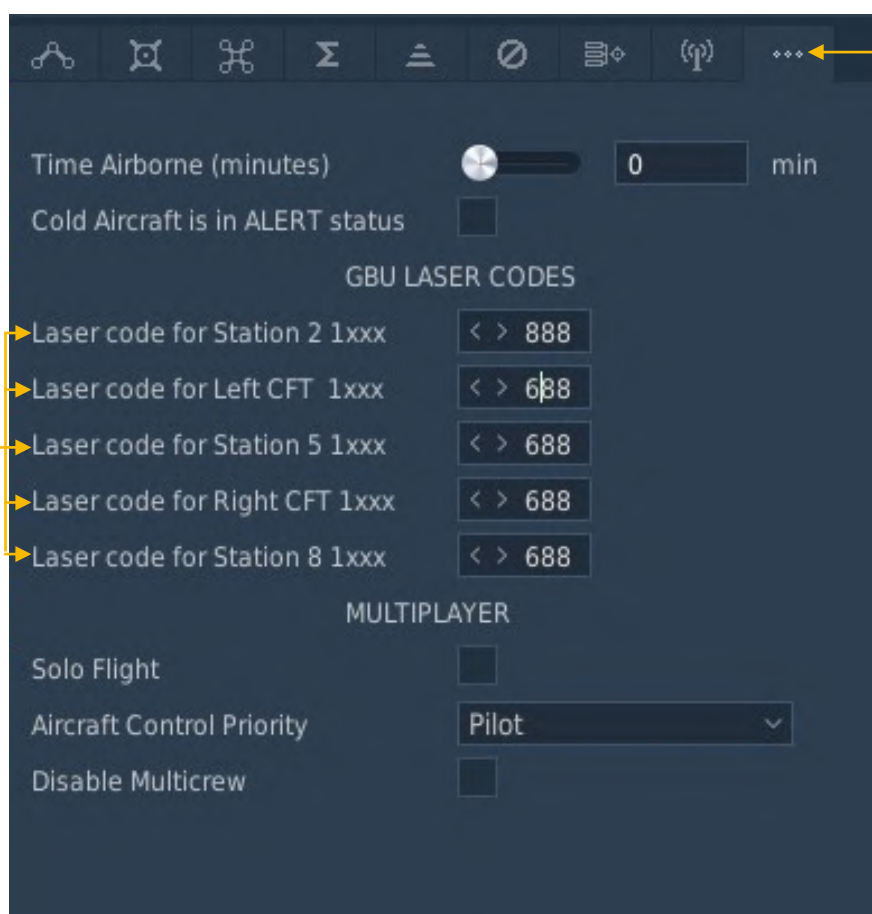 Time Airborne (minutes) 0 min
Cold Aircraft is in ALERT status
GBU LASER CODES
Laser code for Station 2 1xxx < > 888
Laser code for Left CFT 1xxx < > 688
Laser code for Station 5 1xxx < > 688
Laser code for Right CFT 1xxx < > 688
Laser code for Station 8 1xxx < > 688
MULTIPLAYER
Solo Flight
Aircraft Control Priority Pilot
Disable Multicrew